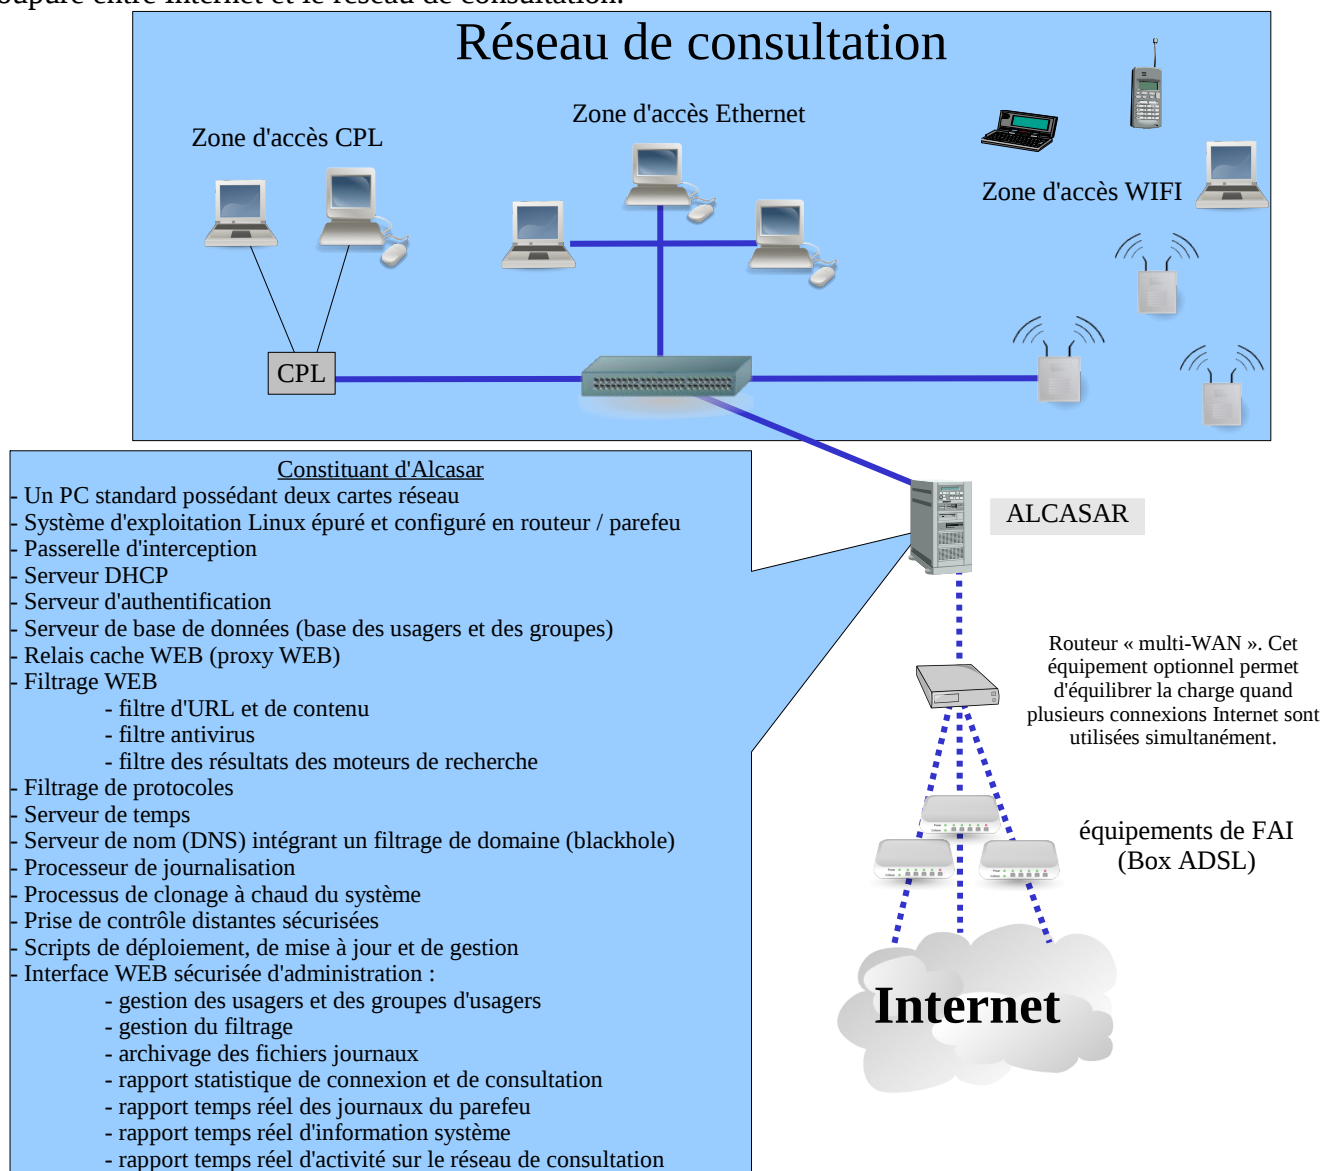 oupure entre Internet et le réseau de consultation.
Réseau de consultation
Zone d'accès CPL
Zone d'accès Ethernet
Zone d'accès WIFI
CPL
Constituant d'Alcasar
- Un PC standard possédant deux cartes réseau
- Système d'exploitation Linux épuré et configuré en routeur / parefeu
- Passerelle d'interception
- Serveur DHCP
- Serveur d'authentification
- Serveur de base de données (base des usagers et des groupes)
- Relais cache WEB (proxy WEB)
- Filtrage WEB
- filtre d'URL et de contenu
- filtre antivirus
- filtre des résultats des moteurs de recherche
- Filtrage de protocoles
- Serveur de temps
- Serveur de nom (DNS) intégrant un filtrage de domaine (blackhole)
- Processeur de journalisation
- Processus de clonage à chaud du système
- Prise de contrôle distantes sécurisées
- Scripts de déploiement, de mise à jour et de gestion
- Interface WEB sécurisée d'administration :
- gestion des usagers et des groupes d'usagers
- gestion du filtrage
- archivage des fichiers journaux
- rapport statistique de connexion et de consultation
- rapport temps réel des journaux du parefeu
- rapport temps réel d'information système
- rapport temps réel d'activité sur le réseau de consultation
ALCASAR
Routeur « multi-WAN ». Cet
équipement optionnel permet
d'équilibrer la charge quand
plusieurs connexions Internet sont
utilisées simultanément.
équipements de FAI
(Box ADSL)
Internet